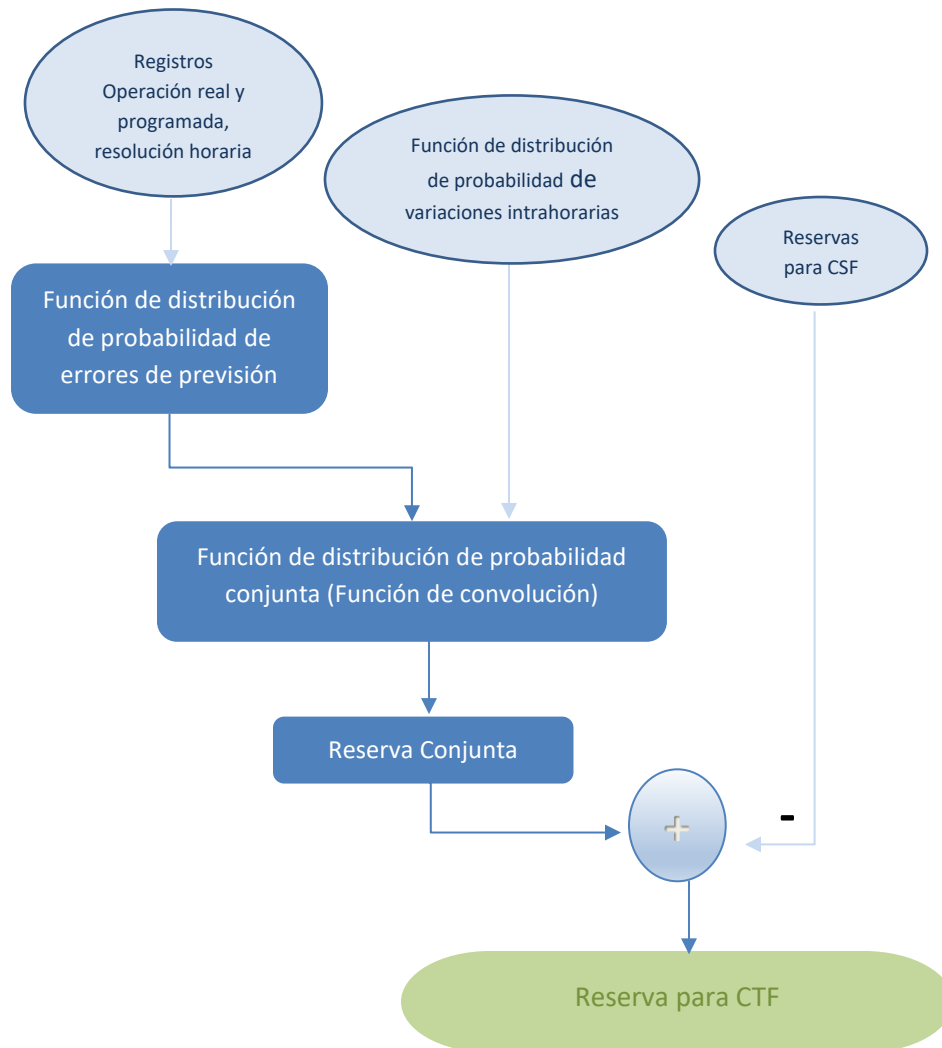 Registros
Operación real y
programada,
resolución horaria
Función de distribución
de probabilidad de
variaciones intrahorarias
Reservas
para CSF
Función de distribución
de probabilidad de
errores de previsión
Función de distribución de probabilidad
conjunta (Función de convolución)
Reserva Conjunta
+
-
Reserva para CTF